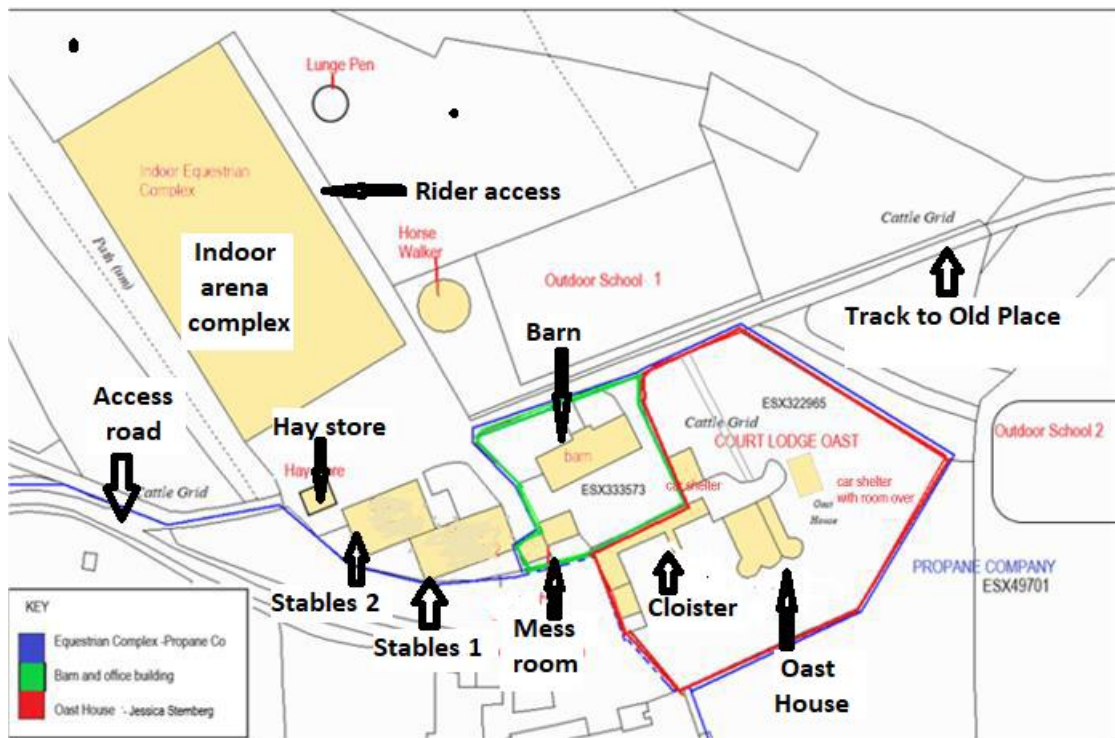 Lunge Pen
Indoor Equestrian
Complex
Rider access
Path (um)
Horse
Walker
Cattle Grid
Indoor
arena
complex
Outdoor School 1
Track to Old Place
Barn
Access
road
Hay store
ESX322965
Cattle Grid
COURT LODGE OAST
Outdoor School 2
barn
Cattle Grid
ESX333573
car shelter
car shelter
with room over
Oast
House
PROPANE COMPANY
ESX49701
Stables 2
Stables 1
Mess
room
Cloister
Oast
House
KEY
Equestrian Complex -Propane Co
Barn and office building
Oast House - Jessica Stemberg